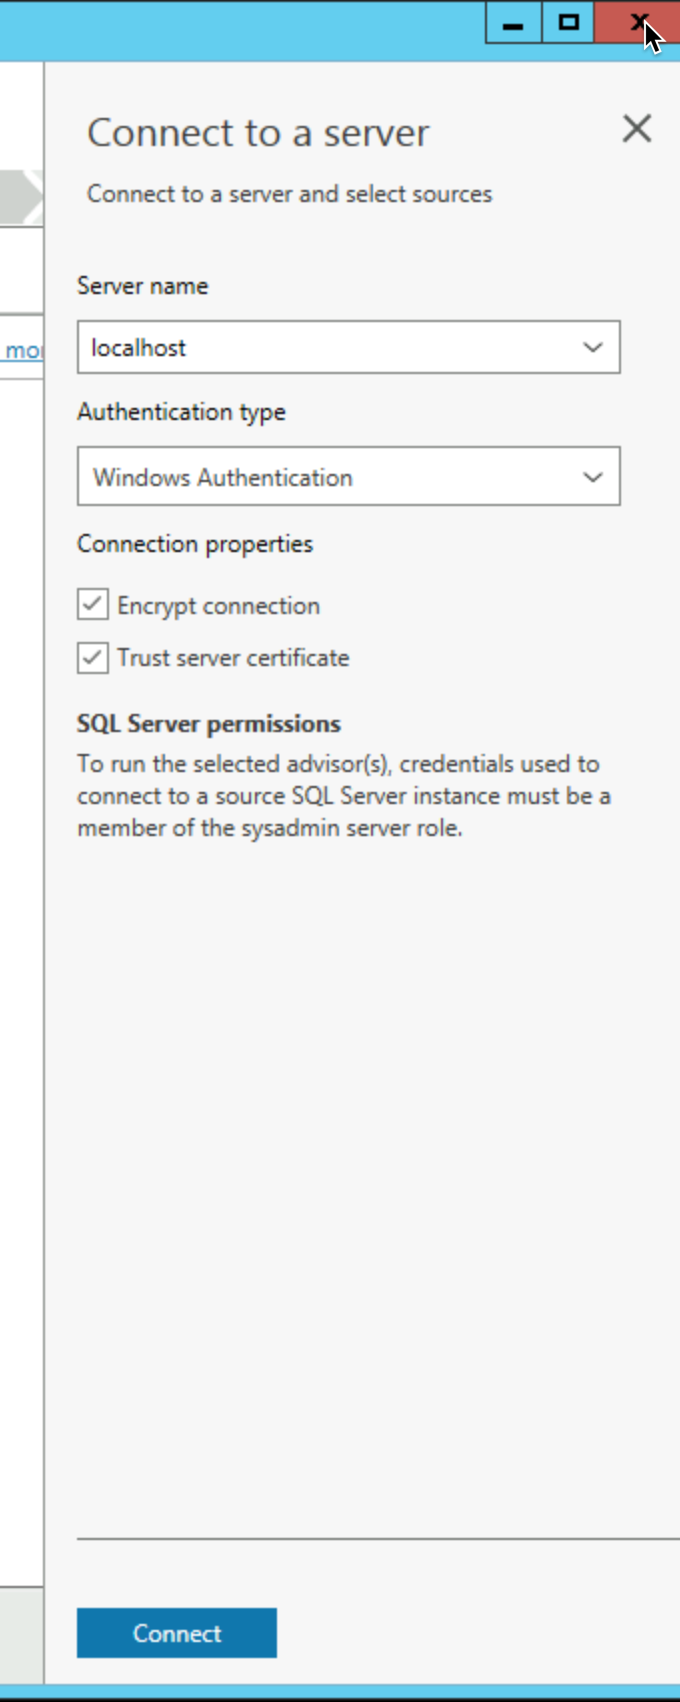 Connect to a server
Connect to a server and select sources
Server name
mor
localhost
Authentication type
Windows Authentication
Connection properties
Encrypt connection
Trust server certificate
SQL Server permissions
To run the selected advisor(s), credentials used to
connect to a source SQL Server instance must be a
member of the sysadmin server role.
Connect